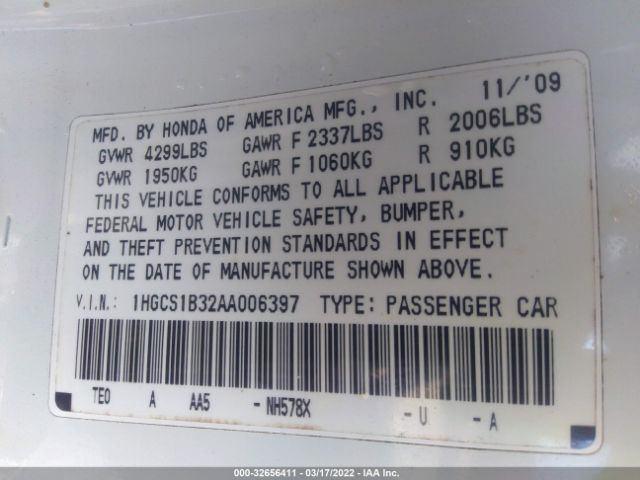 MFD. BY HONDA OF AMERICA MFG., INC. 11/'09
GVWR 4299LBS GAWR F 2337LBS R 2006LBS
GVWR 1950KG GAWR F 1060KG R 910KG
THIS VEHICLE CONFORMS TO ALL APPLICABLE
FEDERAL MOTOR VEHICLE SAFETY, BUMPER,
AND THEFT PREVENTION STANDARDS IN EFFECT
ON THE DATE OF MANUFACTURE SHOWN ABOVE.
V.I.N.: 1HGCS1B32AA006397 TYPE: PASSENGER CAR
TE0 A AA5 - NH578X - U - A
000-32656411 - 03/17/2022 - IAA Inc.